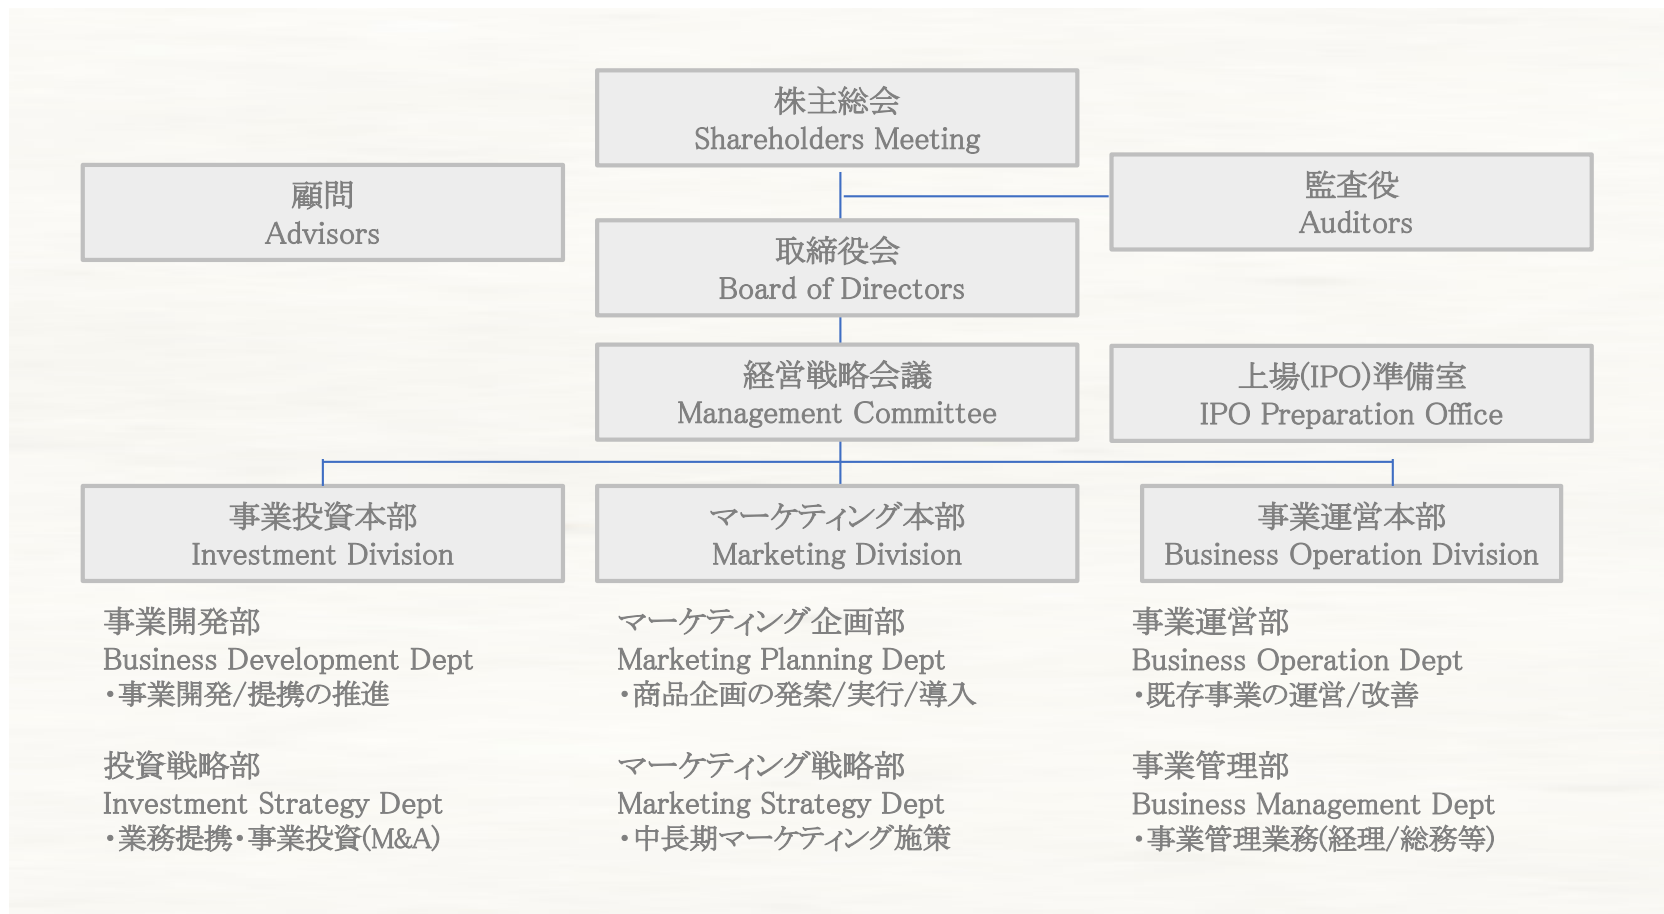 株主総会
Shareholders Meeting
顧問
Advisors
監査役
Auditors
取締役会
Board of Directors
経営戦略会議
Management Committee
上場(IPO)準備室
IPO Preparation Office
事業投資本部
Investment Division
マーケティング本部
Marketing Division
事業運営本部
Business Operation Division
事業開発部
Business Development Dept
・事業開発/提携の推進
投資戦略部
Investment Strategy Dept
・業務提携・事業投資(M&A)
マーケティング企画部
Marketing Planning Dept
・商品企画の発案/実行/導入
マーケティング戦略部
Marketing Strategy Dept
・中長期マーケティング施策
事業運営部
Business Operation Dept
・既存事業の運営/改善
事業管理部
Business Management Dept
・事業管理業務(経理/総務等)